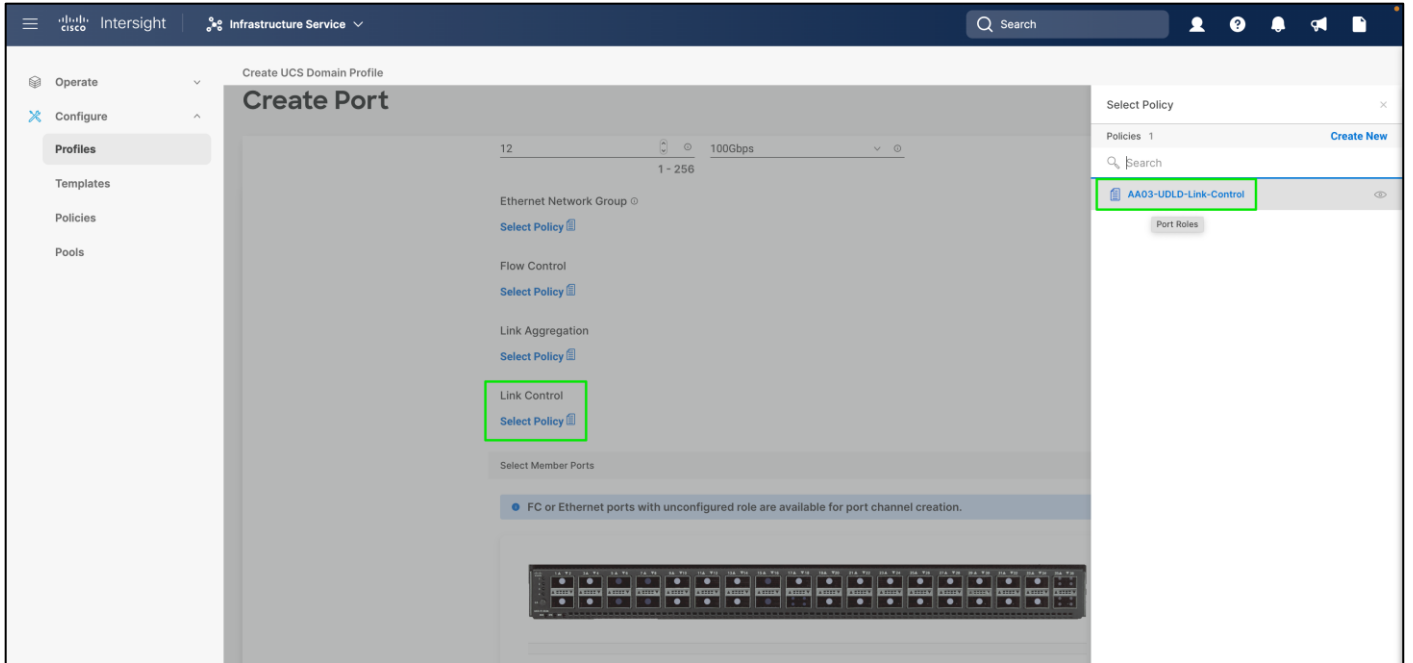 cisco Intersight Infrastructure Service Search
Create UCS Domain Profile
Create Port
Operate
Configure
Profiles
Templates
Policies
Pools
12 100Gbps
1 - 256
Ethernet Network Group
Select Policy
Flow Control
Select Policy
Link Aggregation
Select Policy
Link Control
Select Policy
Select Member Ports
FC or Ethernet ports with unconfigured role are available for port channel creation.
Select Policy
Policies 1 Create New
Search
AA03-UDLD-Link-Control
Port Roles